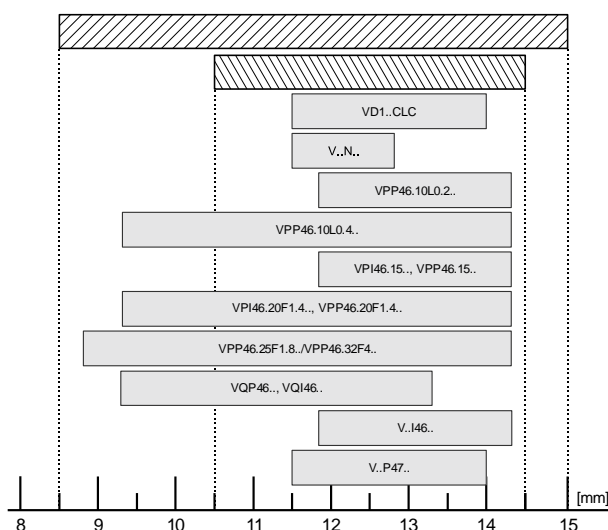 VD1..CLC
V..N..
VPP46.10L0.2..
VPP46.10L0.4..
VPI46.15.., VPP46.15..
VPI46.20F1.4.., VPP46.20F1.4..
VPP46.25F1.8../VPP46.32F4..
VQP46.., VQI46..
V..I46..
V..P47..
[mm]
8 9 10 11 12 13 14 15